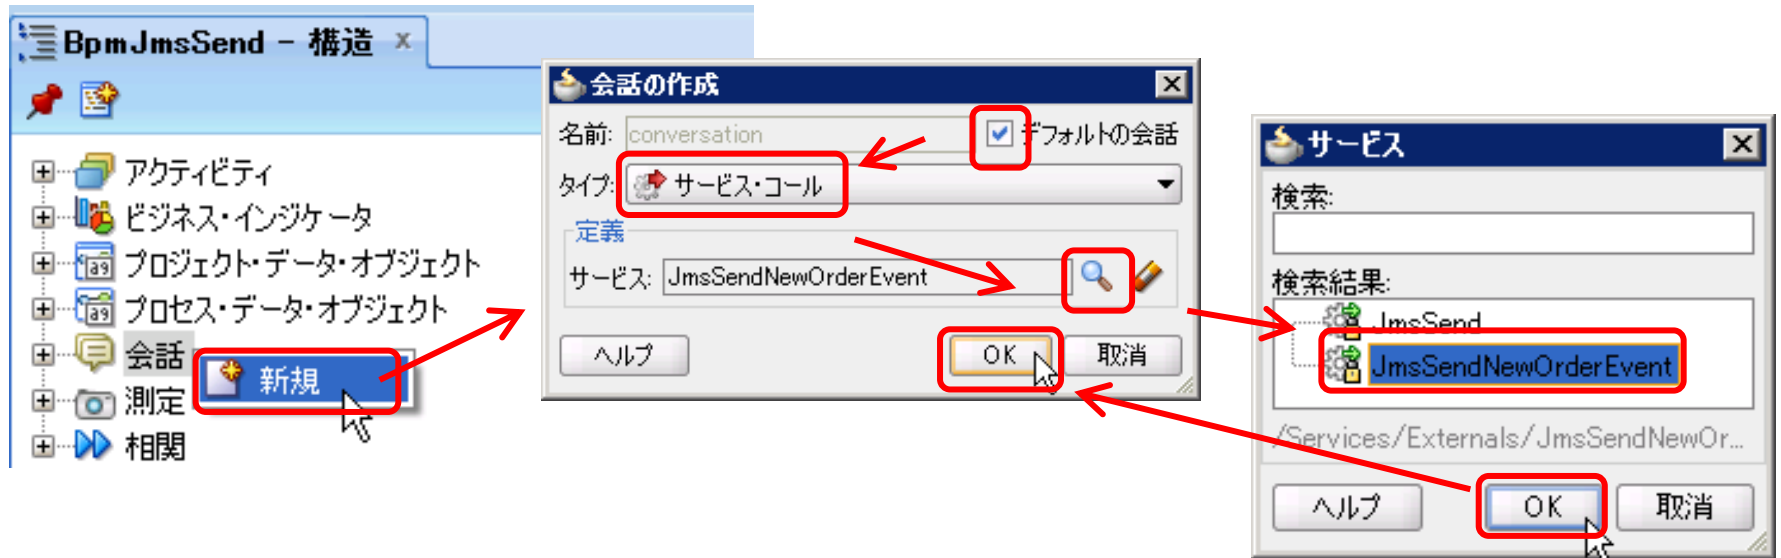 BpmJmsSend - 構造
アクティビティ
ビジネス・インジケータ
プロジェクト・データ・オブジェクト
プロセス・データ・オブジェクト
会話
新規
測定
相関
会話の作成
名前: conversation デフォルトの会話
タイプ: サービス・コール
定義
サービス: JmsSendNewOrderEvent
ヘルプ OK 取消
サービス
検索:
検索結果:
JmsSend
JmsSendNewOrderEvent
/Services/Externals/JmsSendNewOr...
ヘルプ OK 取消